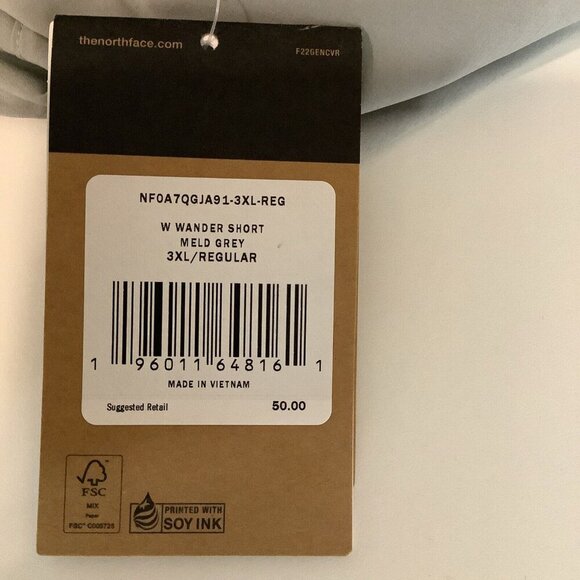 thenorthface.com
F22GENCVR
NF0A7QGJA91-3XL-REG
W WANDER SHORT
MELD GREY
3XL/REGULAR
1 96011 64816 1
MADE IN VIETNAM
Suggested Retail 50.00
FSC
MIX
Paper
FSC™ C005725
PRINTED WITH
SOY INK